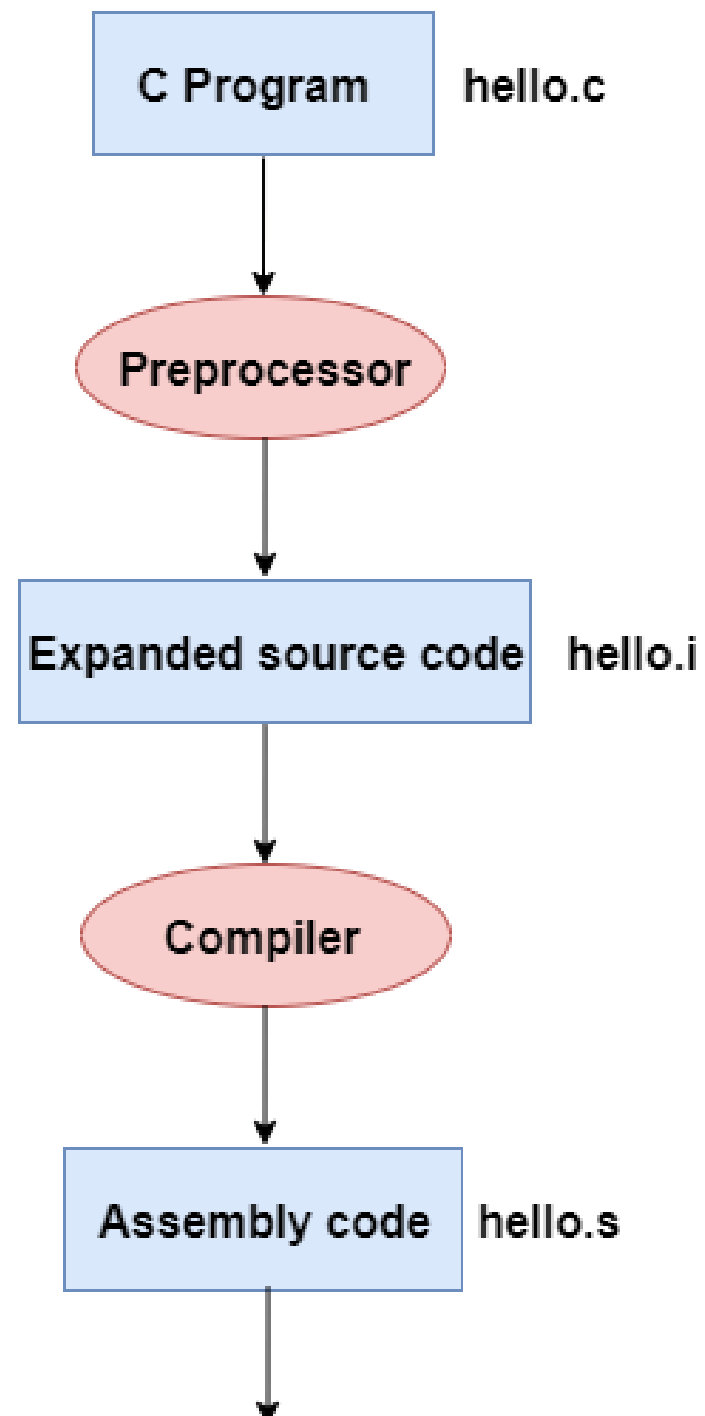 C Program hello.c
Preprocessor
Expanded source code hello.i
Compiler
Assembly code hello.s